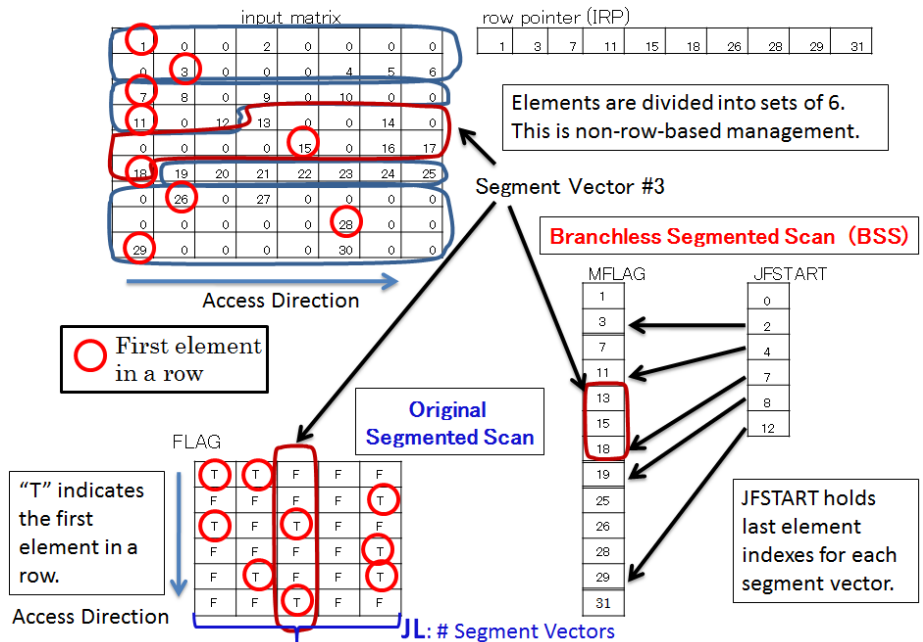 input matrix
row pointer (IRP)
1 0 0 2 0 0 0 0
0 3 0 0 0 4 5 6
7 8 0 9 0 10 0 0
11 0 12 13 0 0 14 0
0 0 0 0 15 0 16 17
18 19 20 21 22 23 24 25
0 26 0 27 0 0 0 0
0 0 0 0 0 28 0 0
29 0 0 0 0 30 0 0
1 3 7 11 15 18 26 28 29 31
Elements are divided into sets of 6.
This is non-row-based management.
Segment Vector #3
Access Direction
Branchless Segmented Scan (BSS)
First element
in a row
MFLAG
1
3
7
11
13
15
18
19
25
26
28
29
31
JFSTART
0
2
4
7
8
12
Original
Segmented Scan
FLAG
T T F F F
F F F F T
T F T F F
F F F F T
F T F F T
F F T F F
"T" indicates
the first
element in a
row.
Access Direction
JFSTART holds
last element
indexes for each
segment vector.
JL: # Segment Vectors